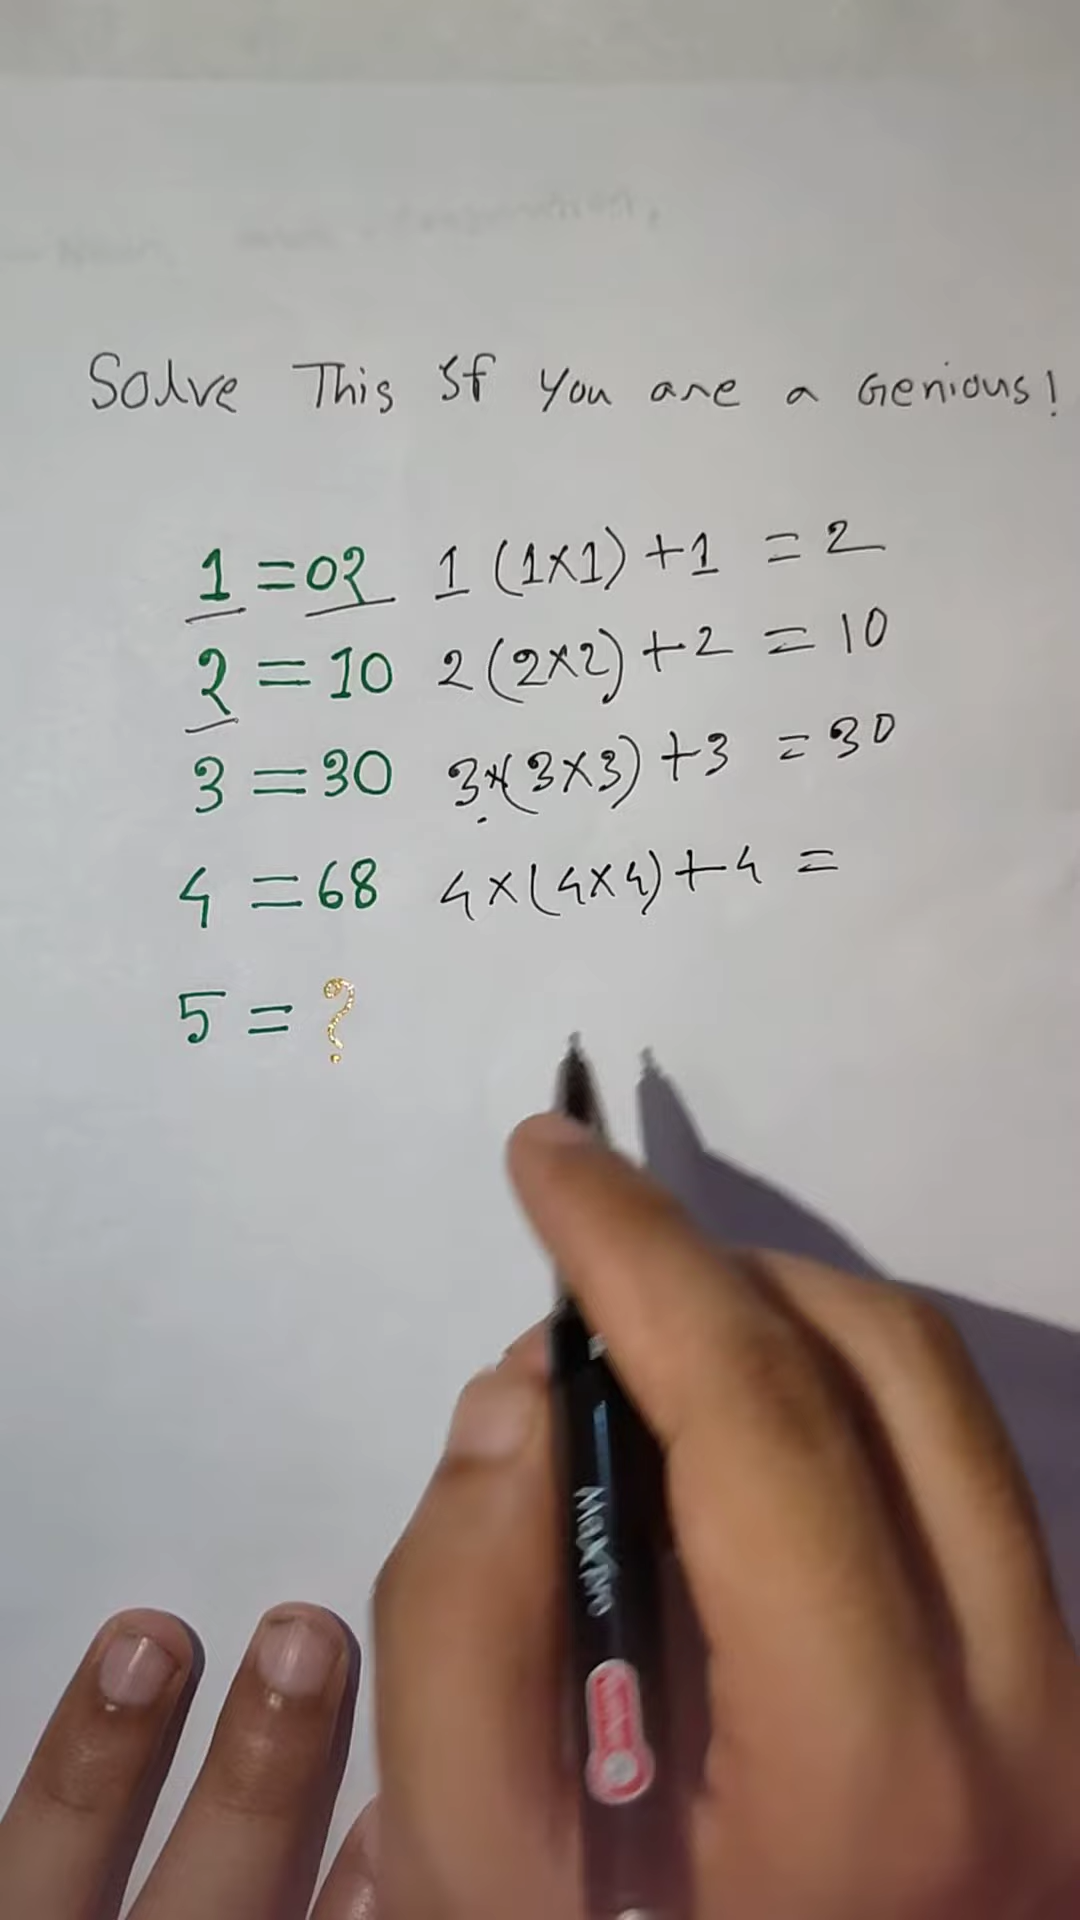 Solve This If You are a Genious!
1 = 02 1 (1×1) +1 = 2
2 = 10 2 (2×2) +2 = 10
3 = 30 3×(3×3) +3 = 30
4 = 68 4×(4×4)+4 =
5 = ?
Maxpro